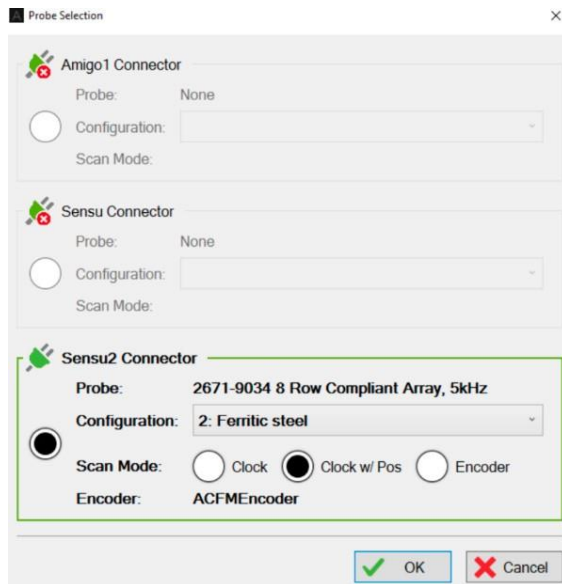 Probe Selection
Amigo1 Connector
Probe: None
Configuration:
Scan Mode:
Sensu Connector
Probe: None
Configuration:
Scan Mode:
Sensu2 Connector
Probe: 2671-9034 8 Row Compliant Array, 5kHz
Configuration: 2: Ferritic steel
Scan Mode: Clock Clock w/ Pos Encoder
Encoder: ACFMEncoder
OK Cancel